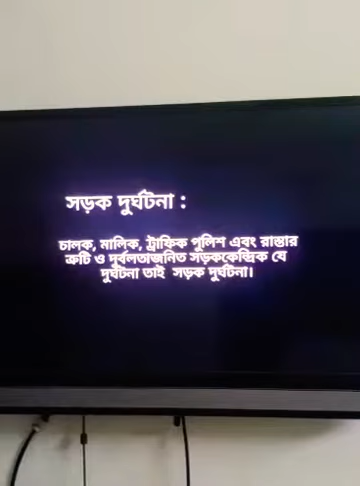 সড়ক দুর্ঘটনা :
চালক, মালিক, ট্রাফিক পুলিশ এবং রাস্তার
ত্রুটি ও দুর্বলতাজনিত সড়ককেন্দ্রিক যে
দুর্ঘটনা তাই সড়ক দুর্ঘটনা।